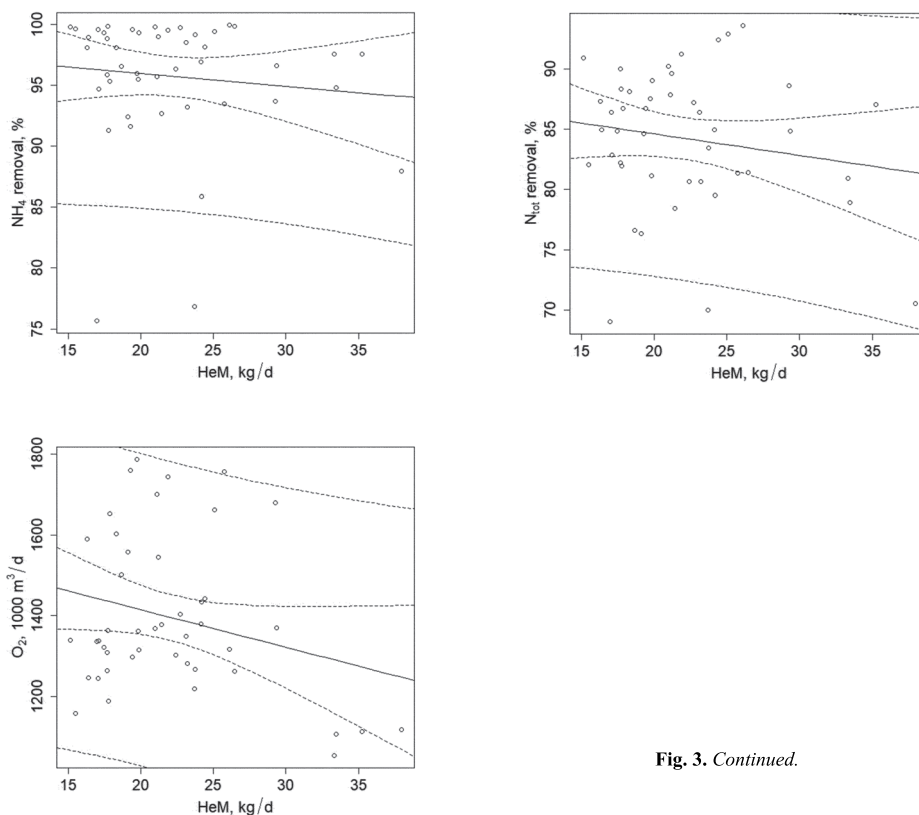 100
95
90
85
80
75
NH₄ removal, %
15 20 25 30 35
HeM, kg/d
90
85
80
75
70
N_tot removal, %
15 20 25 30 35
HeM, kg/d
1800
1600
1400
1200
O₂, 1000 m³/d
15 20 25 30 35
HeM, kg/d
Fig. 3. Continued.